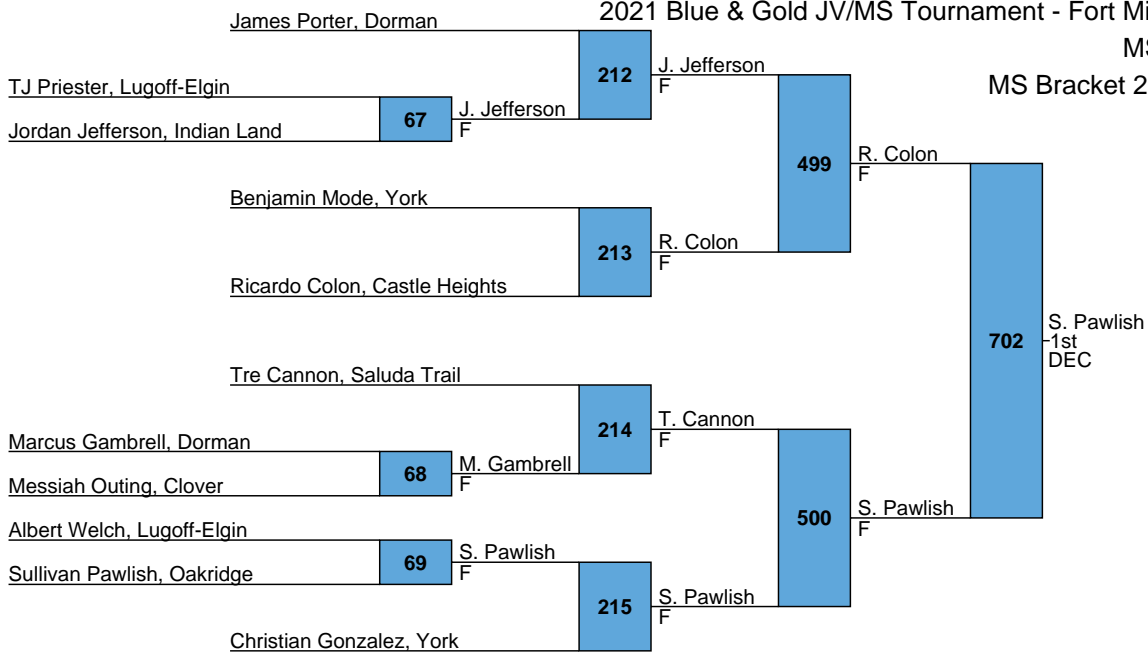 2021 Blue & Gold JV/MS Tournament - Fort
MS Bracket
James Porter, Dorman
212
J. Jefferson
F
TJ Priester, Lugoff-Elgin
67
J. Jefferson
F
Jordan Jefferson, Indian Land
499
R. Colon
F
Benjamin Mode, York
213
R. Colon
F
Ricardo Colon, Castle Heights
702
S. Pawlish
1st
DEC
Tre Cannon, Saluda Trail
214
T. Cannon
F
Marcus Gambrell, Dorman
68
M. Gambrell
F
Messiah Outing, Clover
500
S. Pawlish
F
Albert Welch, Lugoff-Elgin
69
S. Pawlish
F
Sullivan Pawlish, Oakridge
215
S. Pawlish
F
Christian Gonzalez, York